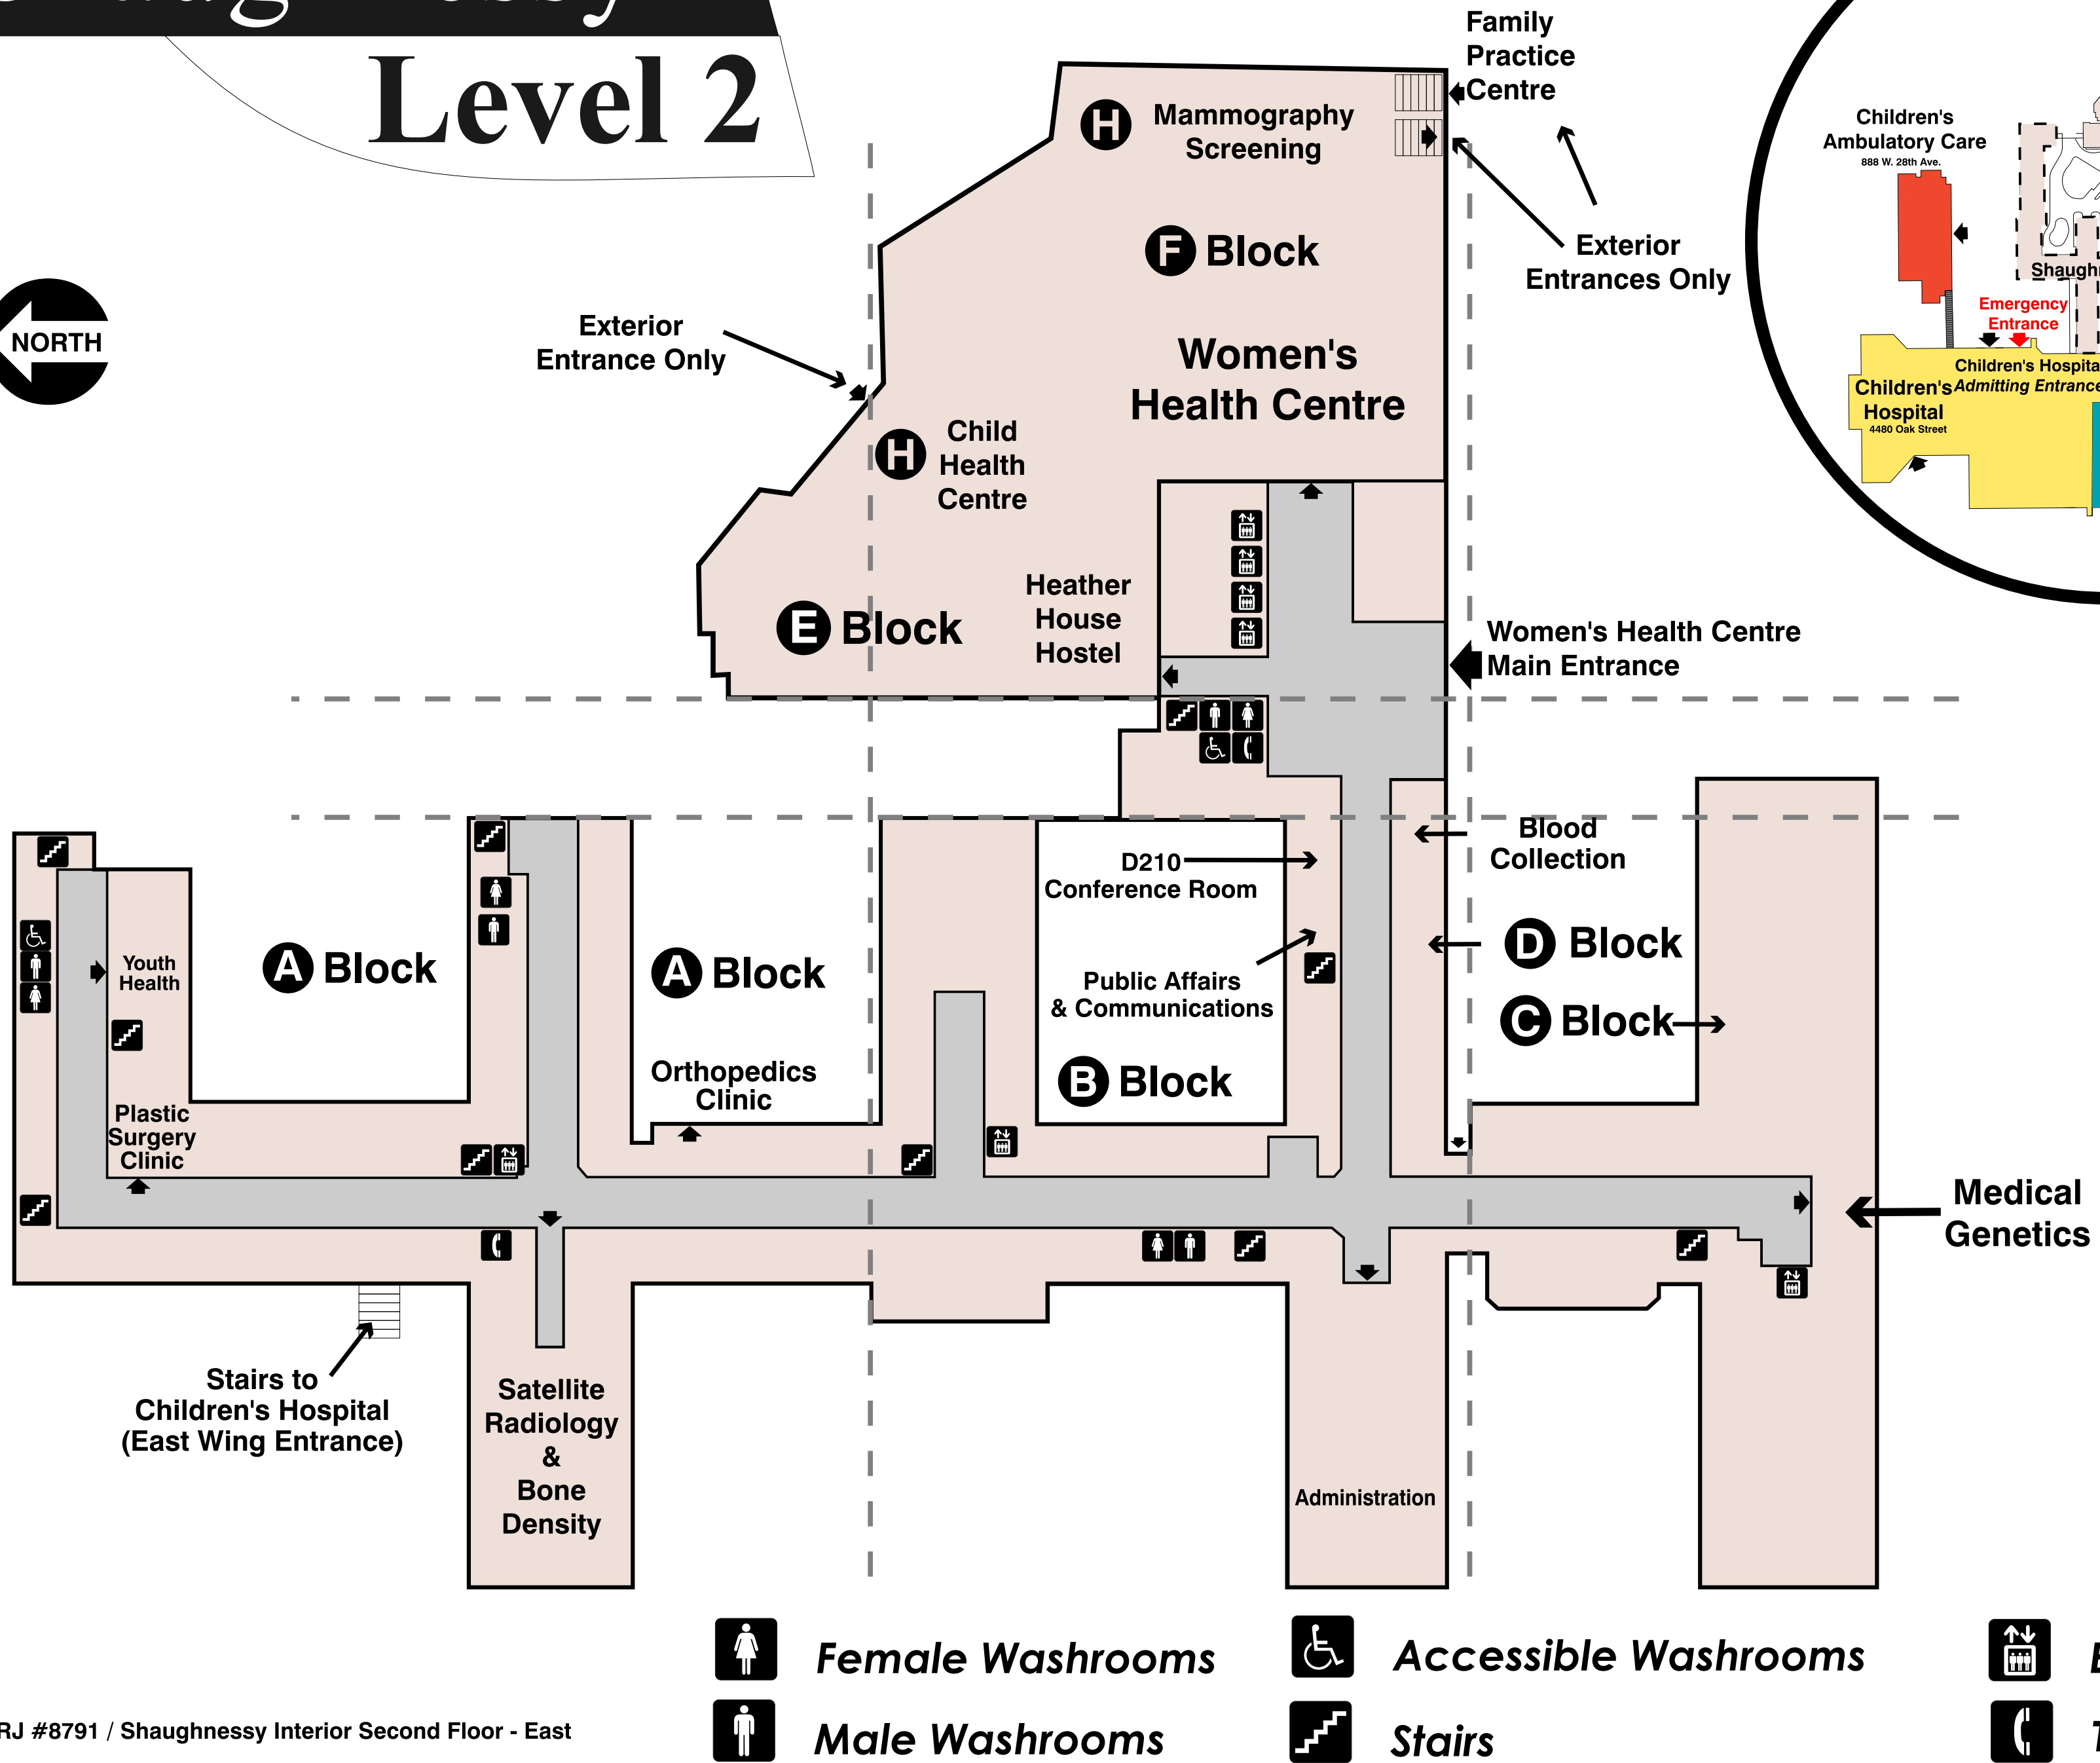 Level 2
NORTH
Family
Practice
Centre
Mammography
Screening
H
F Block
Exterior
Entrances Only
Exterior
Entrance Only
Women's
Health Centre
H
Child
Health
Centre
E Block
Heather
House
Hostel
Women's Health Centre
Main Entrance
Children's
Ambulatory Care
888 W. 28th Ave.
Emergency
Entrance
Children's
Admitting Entrance
Children's
Hospital
4480 Oak Street
Blood
Collection
D210
Conference Room
D Block
Public Affairs
& Communications
C Block
B Block
Youth
Health
A Block
A Block
Orthopedics
Clinic
Plastic
Surgery
Clinic
Medical
Genetics
Stairs to
Children's Hospital
(East Wing Entrance)
Satellite
Radiology
&
Bone
Density
Administration
Female Washrooms
Accessible Washrooms
Male Washrooms
Stairs
RJ #8791 / Shaughnessy Interior Second Floor - East